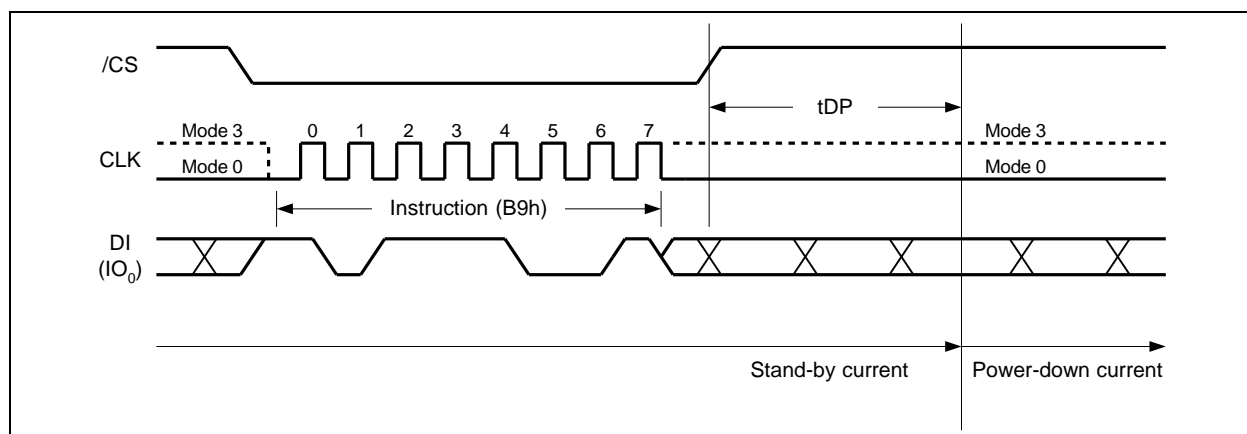 /CS
tDP
Mode 3
0 1 2 3 4 5 6 7
Mode 3
CLK
Mode 0
Mode 0
Instruction (B9h)
DI
(IO0)
Stand-by current
Power-down current